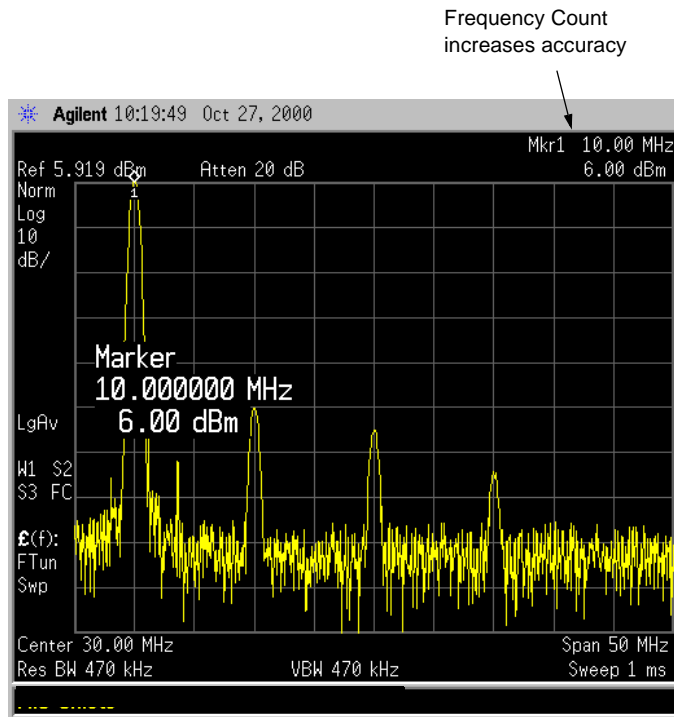 Frequency Count
increases accuracy
Agilent 10:19:49 Oct 27, 2000
Mkr1 10.00 MHz
Ref 5.919 dBm Atten 20 dB 6.00 dBm
Norm
1
Log
10
dB/
Marker
10.000000 MHz
6.00 dBm
LgAv
W1 S2
S3 FC
£(f):
FTun
Swp
Center 30.00 MHz Span 50 MHz
Res BW 470 kHz VBW 470 kHz Sweep 1 ms